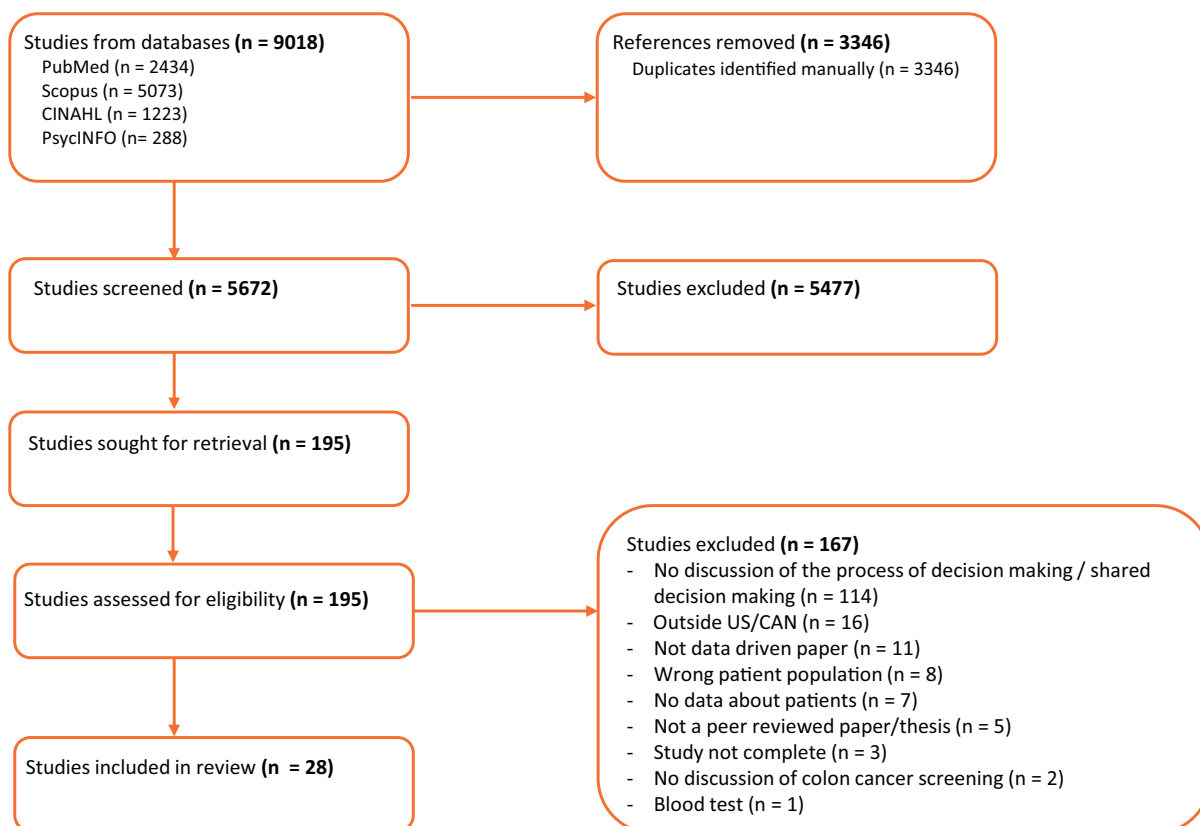 Studies from databases (n = 9018)
PubMed (n = 2434)
Scopus (n = 5073)
CINAHL (n = 1223)
PsycINFO (n= 288)
References removed (n = 3346)
Duplicates identified manually (n = 3346)
Studies screened (n = 5672)
Studies excluded (n = 5477)
Studies sought for retrieval (n = 195)
Studies assessed for eligibility (n = 195)
Studies excluded (n = 167)
- No discussion of the process of decision making / shared
decision making (n = 114)
- Outside US/CAN (n = 16)
- Not data driven paper (n = 11)
- Wrong patient population (n = 8)
- No data about patients (n = 7)
- Not a peer reviewed paper/thesis (n = 5)
- Study not complete (n = 3)
- No discussion of colon cancer screening (n = 2)
- Blood test (n = 1)
Studies included in review (n = 28)